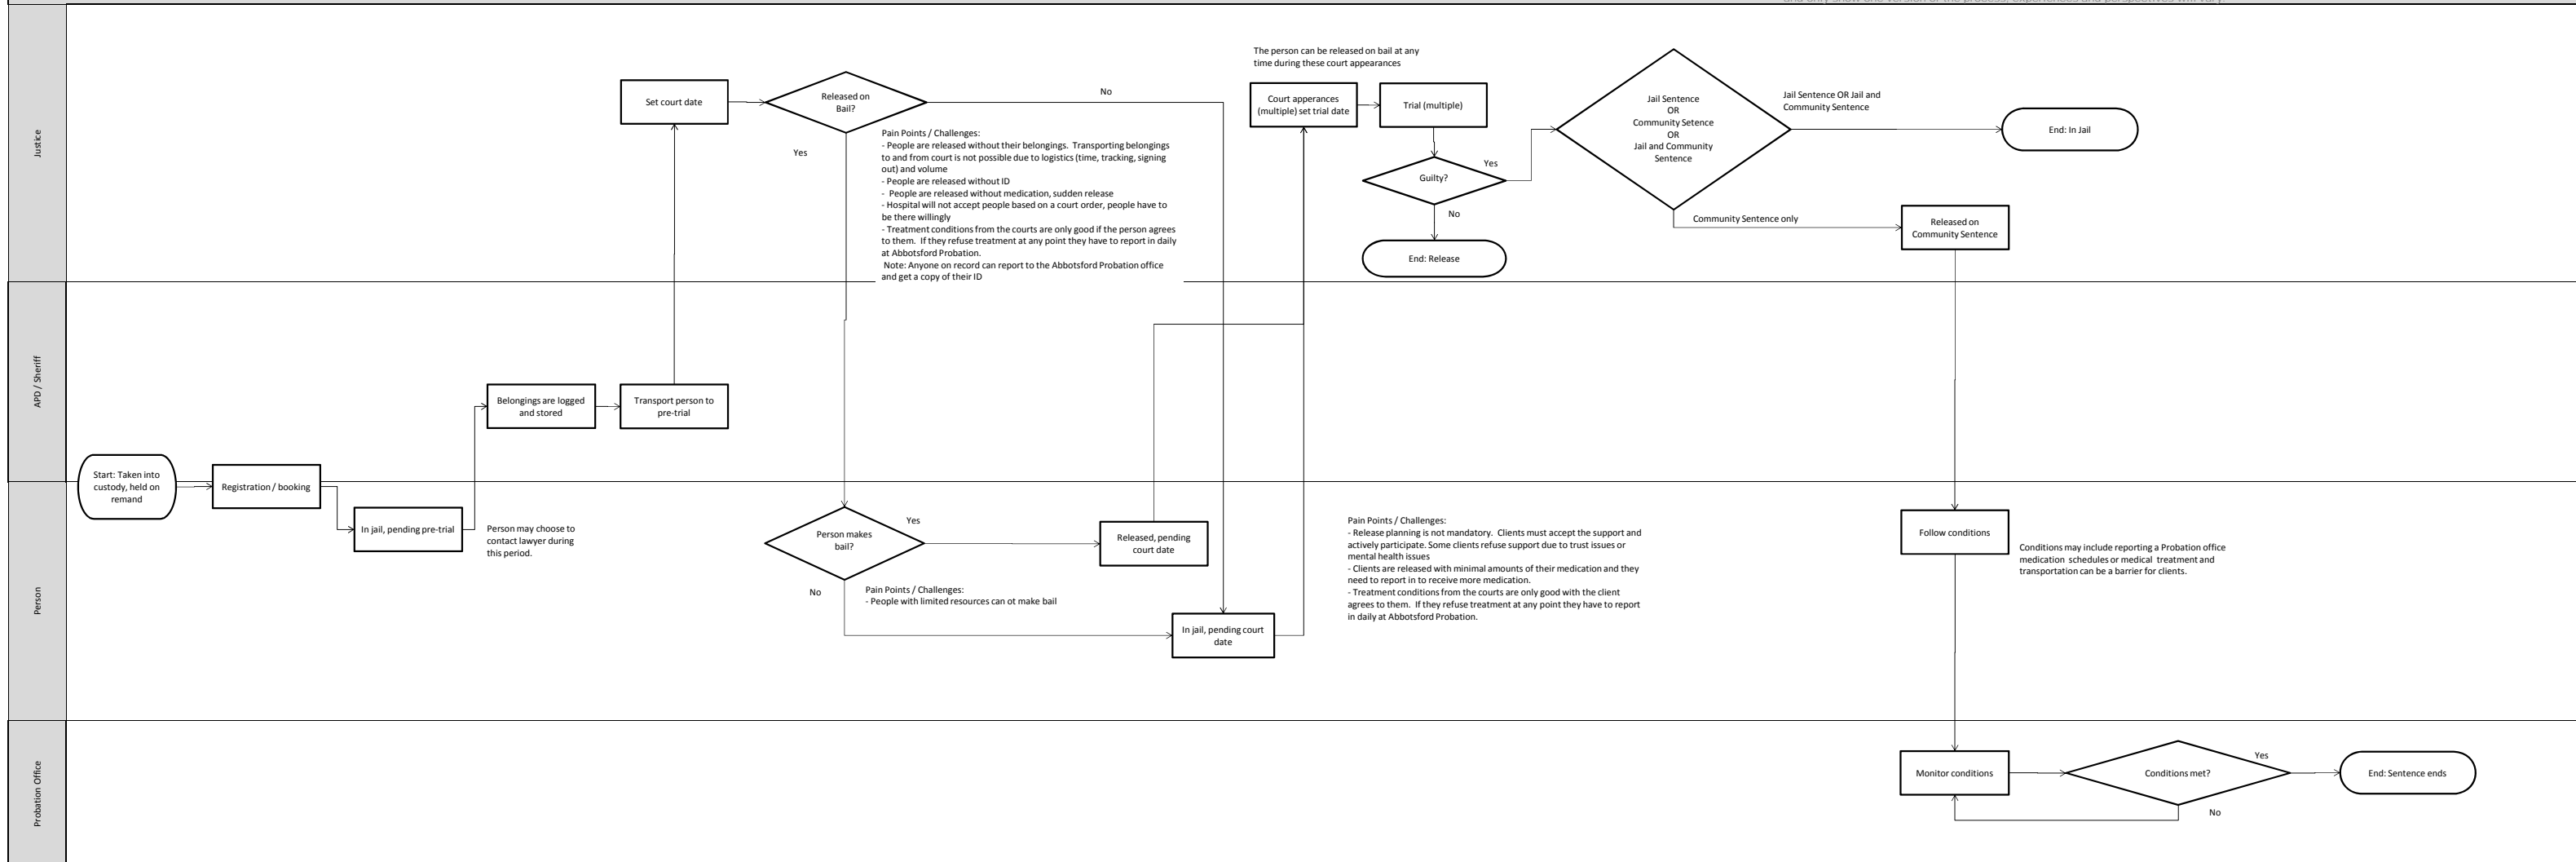 and only show one version of the process, experiences and perspectives will vary.
Justice
Set court date
Released on
Bail?
No
Yes
Pain Points / Challenges:
- People are released without their belongings.  Transporting belongings
to and from court is not possible due to logistics (time, tracking, signing
out) and volume
- People are released without ID
-  People are released without medication, sudden release
- Hospital will not accept people based on a court order, people have to
be there willingly
- Treatment conditions from the courts are only good if the person agrees
to them.  If they refuse treatment at any point they have to report in daily
at Abbotsford Probation.
Note: Anyone on record can report to the Abbotsford Probation office
and get a copy of their ID
The person can be released on bail at any
time during these court appearances
Court apperances
(multiple) set trial date
Trial (multiple)
Guilty?
Yes
No
End: Release
Jail Sentence
OR
Community Setence
OR
Jail and Community
Sentence
Jail Sentence OR Jail and
Community Sentence
End: In Jail
Community Sentence only
Released on
Community Sentence
APD / Sheriff
Belongings are logged
and stored
Transport person to
pre-trial
Start: Taken into
custody, held on
remand
Registration / booking
Person
In jail, pending pre-trial
Person may choose to
contact lawyer during
this period.
Person makes
bail?
Yes
No
Released, pending
court date
Pain Points / Challenges:
- People with limited resources can ot make bail
In jail, pending court
date
Pain Points / Challenges:
- Release planning is not mandatory.  Clients must accept the support and
actively participate. Some clients refuse support due to trust issues or
mental health issues
- Clients are released with minimal amounts of their medication and they
need to report in to receive more medication.
- Treatment conditions from the courts are only good with the client
agrees to them.  If they refuse treatment at any point they have to report
in daily at Abbotsford Probation.
Follow conditions
Conditions may include reporting a Probation office
medication  schedules or medical  treatment and
transportation can be a barrier for clients.
Probation Office
Monitor conditions
Conditions met?
Yes
No
End: Sentence ends